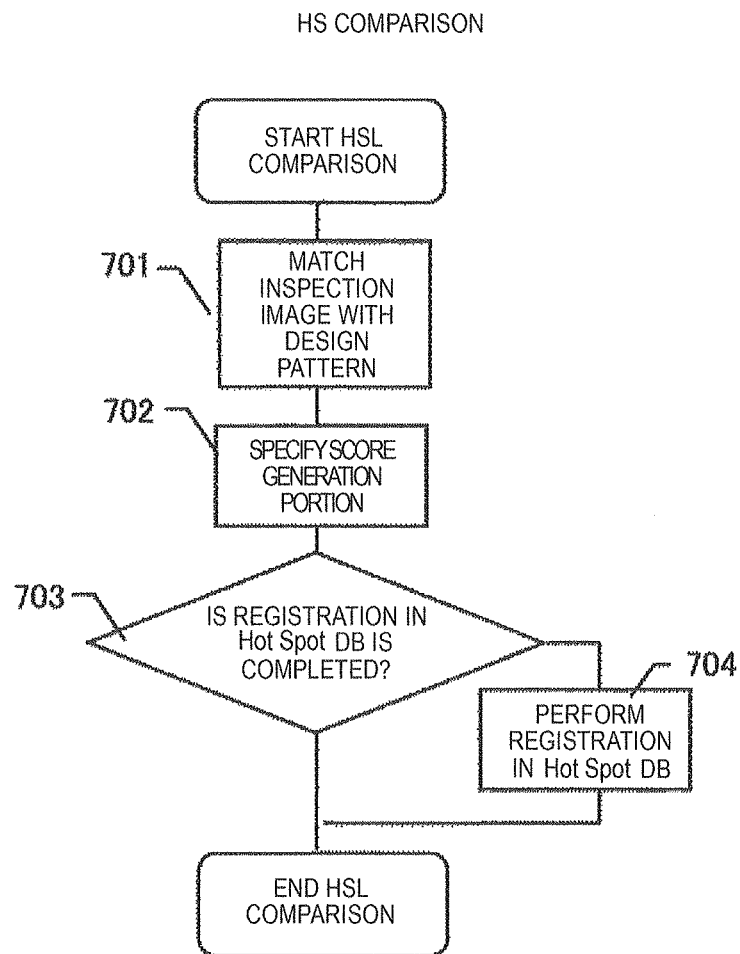 HS COMPARISON
START HSL
COMPARISON
701
MATCH
INSPECTION
IMAGE WITH
DESIGN
PATTERN
702
SPECIFY SCORE
GENERATION
PORTION
703
IS REGISTRATION IN
Hot Spot DB IS
COMPLETED?
704
PERFORM
REGISTRATION
IN Hot Spot DB
END HSL
COMPARISON